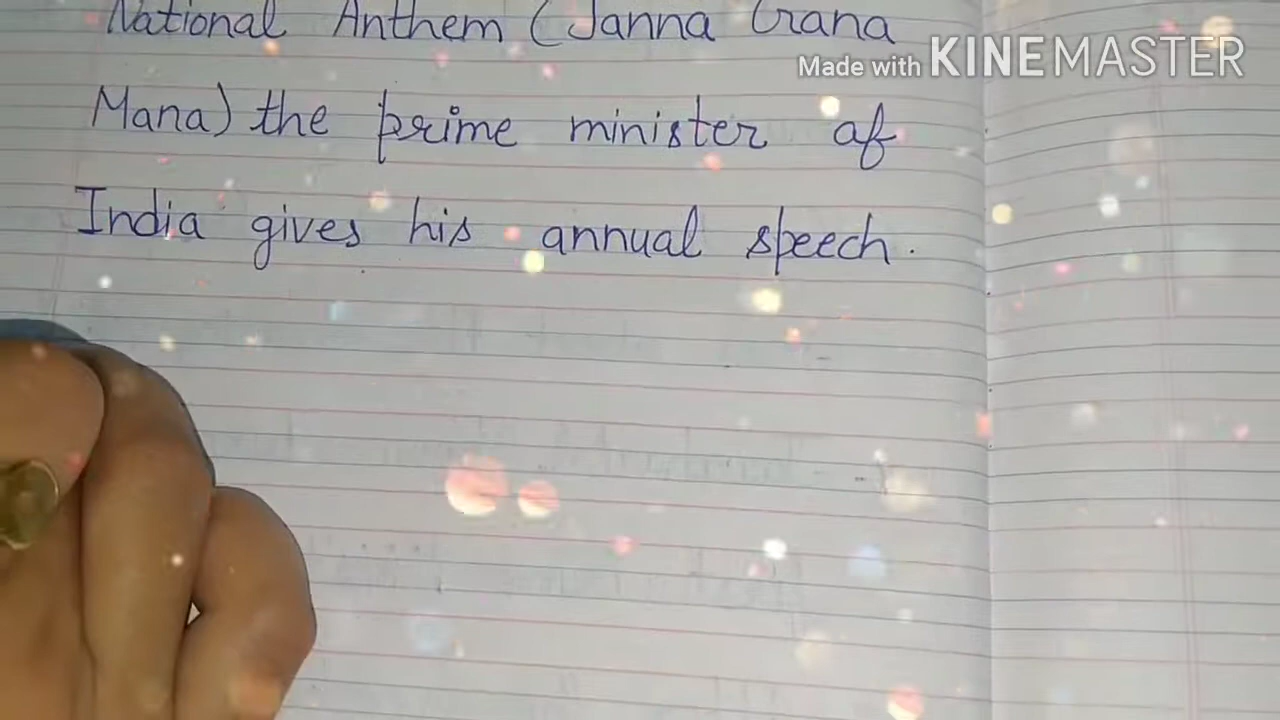 National Anthem (Janna Grana
Made with KINEMASTER
Mana) the prime minister of
India gives his annual speech.